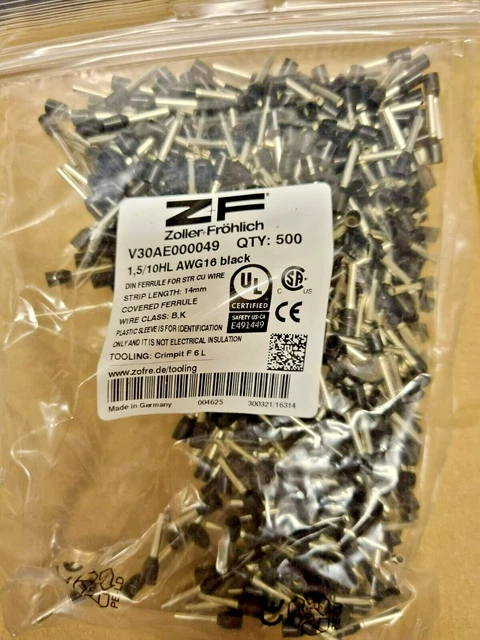 ZF
Zoller+Fröhlich
V30AE000049 QTY: 500
1,5/10HL AWG16 black
DIN FERRULE FOR STR CU WIRE
STRIP LENGTH: 14mm
COVERED FERRULE
WIRE CLASS: B,K
PLASTIC SLEEVE IS FOR IDENTIFICATION
ONLY AND IT IS NOT ELECTRICAL INSULATION
TOOLING: Crimpit F 6 L
www.zofre.de/tooling
UL
CERTIFIED
SAFETY US-CA
E491449
C SA US
CE
Made in Germany 004625 300321/16314